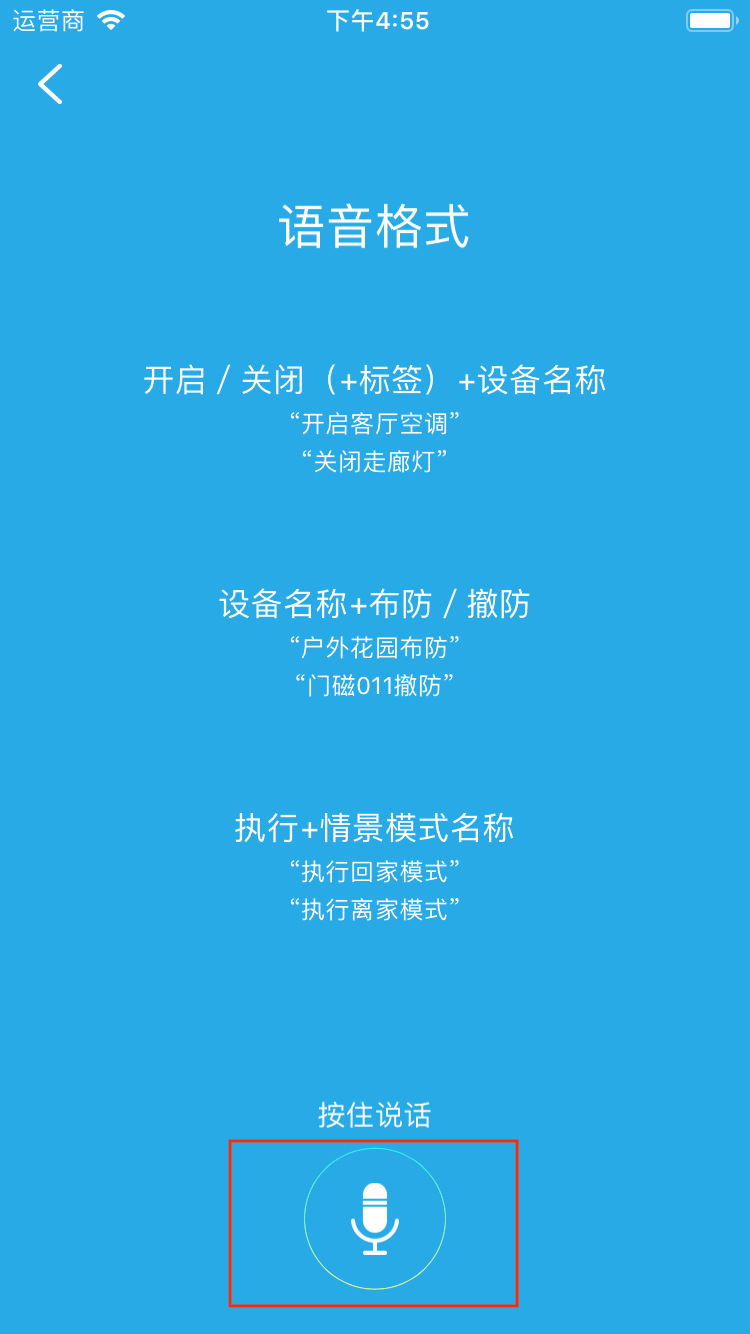 运营商 下午4:55
语音格式
开启 / 关闭（+标签）+设备名称
“开启客厅空调”
“关闭走廊灯”
设备名称+布防 / 撤防
“户外花园布防”
“门磁011撤防”
执行+情景模式名称
“执行回家模式”
“执行离家模式”
按住说话